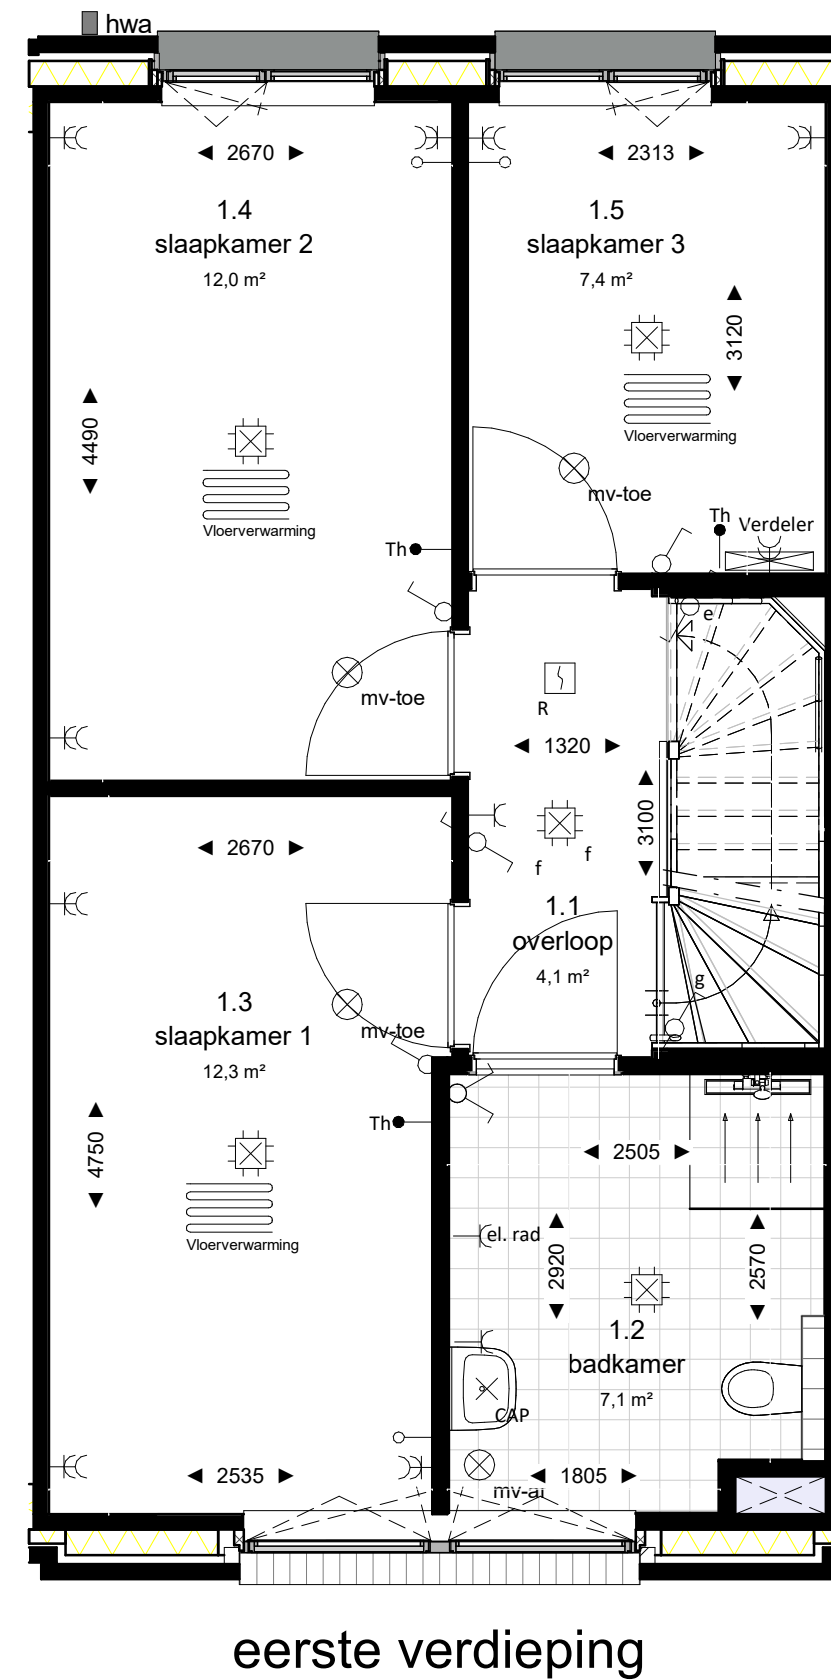 hwa
2670
2313
1.4
slaapkamer 2
12,0 m²
1.5
slaapkamer 3
7,4 m²
3120
4490
Vloerverwarming
Vloerverwarming
mv-toe
Th
Verdeler
Th
e
mv-toe
R
1320
3100
2670
f
f
1.1
overloop
4,1 m²
g
1.3
slaapkamer 1
12,3 m²
mv-toe
Th
4750
2505
Vloerverwarming
el. rad
2920
2570
1.2
badkamer
7,1 m²
CAP
2535
1805
eerste verdieping